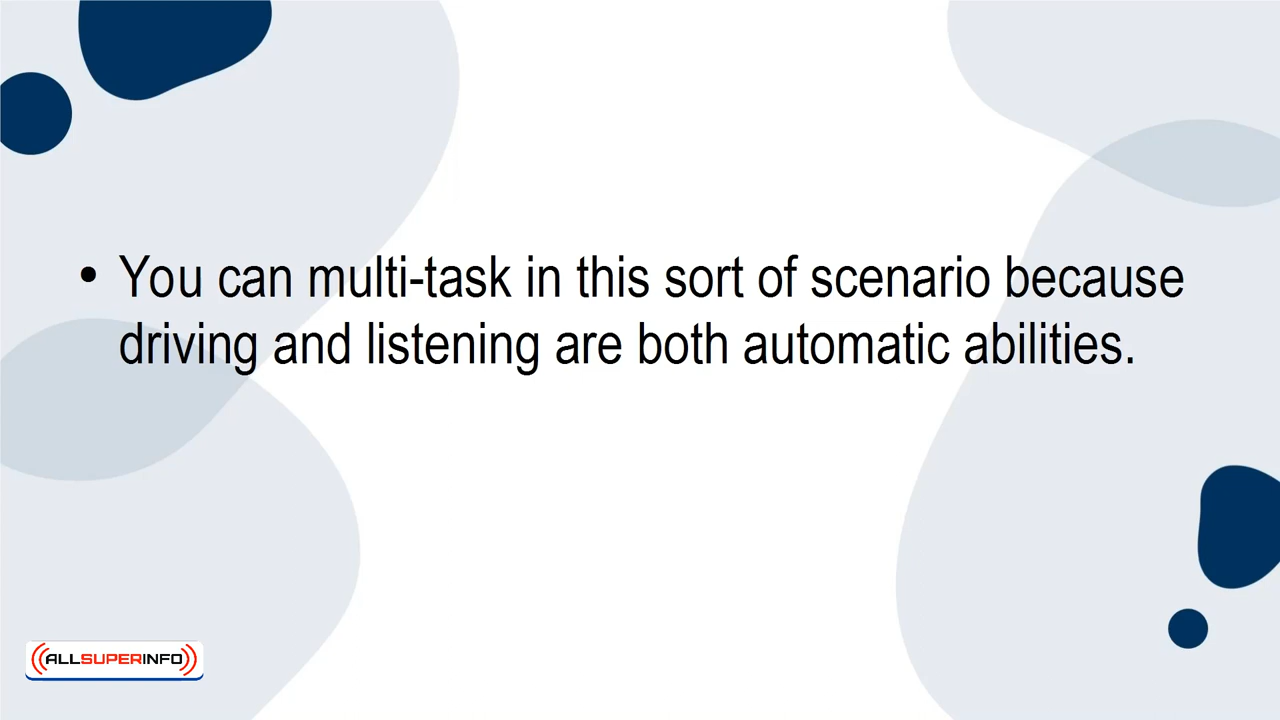 • You can multi-task in this sort of scenario because
driving and listening are both automatic abilities.
ALLSUPERINFO